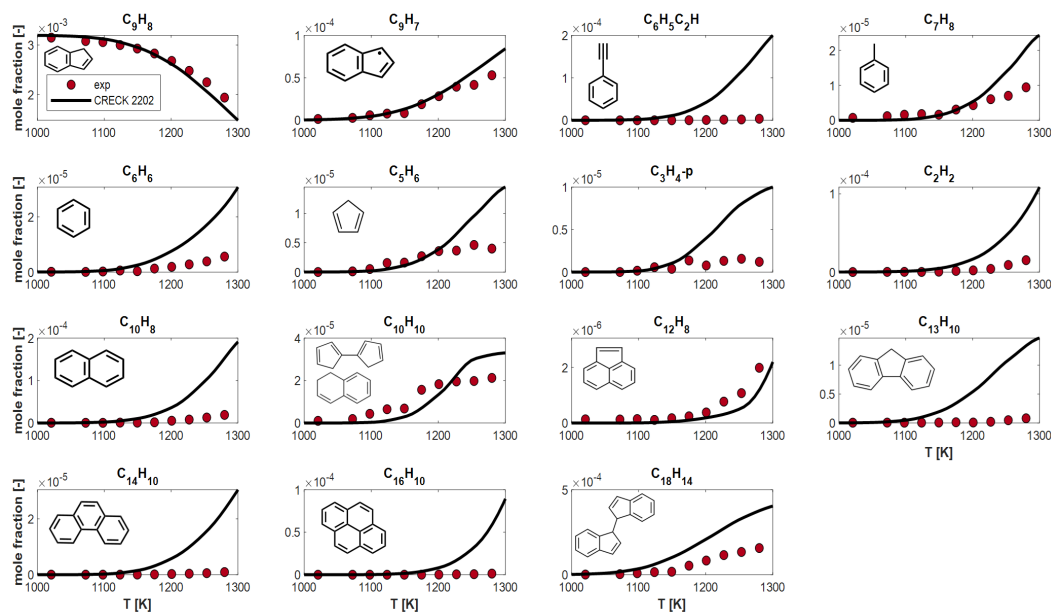 C₉H₈
C₉H₇
C₆H₅C₂H
C₇H₈
mole fraction [-]
×10⁻³
3
2
exp
CRECK 2202
1000 1100 1200 1300
×10⁻⁴
1
0.5
0
1000 1100 1200 1300
×10⁻⁴
2
1
0
1000 1100 1200 1300
×10⁻⁵
2
1
0
1000 1100 1200 1300
C₆H₆
C₅H₆
C₃H₄-p
C₂H₂
mole fraction [-]
×10⁻⁵
2
0
1000 1100 1200 1300
×10⁻⁵
1
0.5
0
1000 1100 1200 1300
×10⁻⁵
1
0.5
0
1000 1100 1200 1300
×10⁻⁴
1
0
1000 1100 1200 1300
C₁₀H₈
C₁₀H₁₀
C₁₂H₈
C₁₃H₁₀
mole fraction [-]
×10⁻⁴
2
1
0
1000 1100 1200 1300
×10⁻⁵
4
2
0
1000 1100 1200 1300
×10⁻⁶
2
0
1000 1100 1200 1300
×10⁻⁵
1
0.5
0
1000 1100 1200 1300
T [K]
C₁₄H₁₀
C₁₆H₁₀
C₁₈H₁₄
mole fraction [-]
×10⁻⁵
2
0
1000 1100 1200 1300
T [K]
×10⁻⁴
1
0.5
0
1000 1100 1200 1300
T [K]
×10⁻⁴
5
0
1000 1100 1200 1300
T [K]